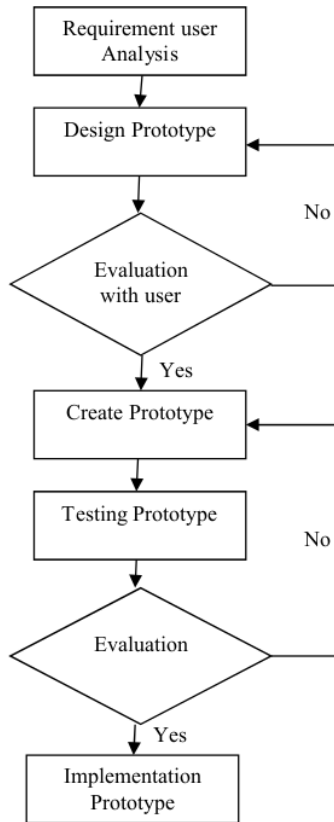 Requirement user
Analysis
Design Prototype
No
Evaluation
with user
Yes
Create Prototype
Testing Prototype
No
Evaluation
Yes
Implementation
Prototype